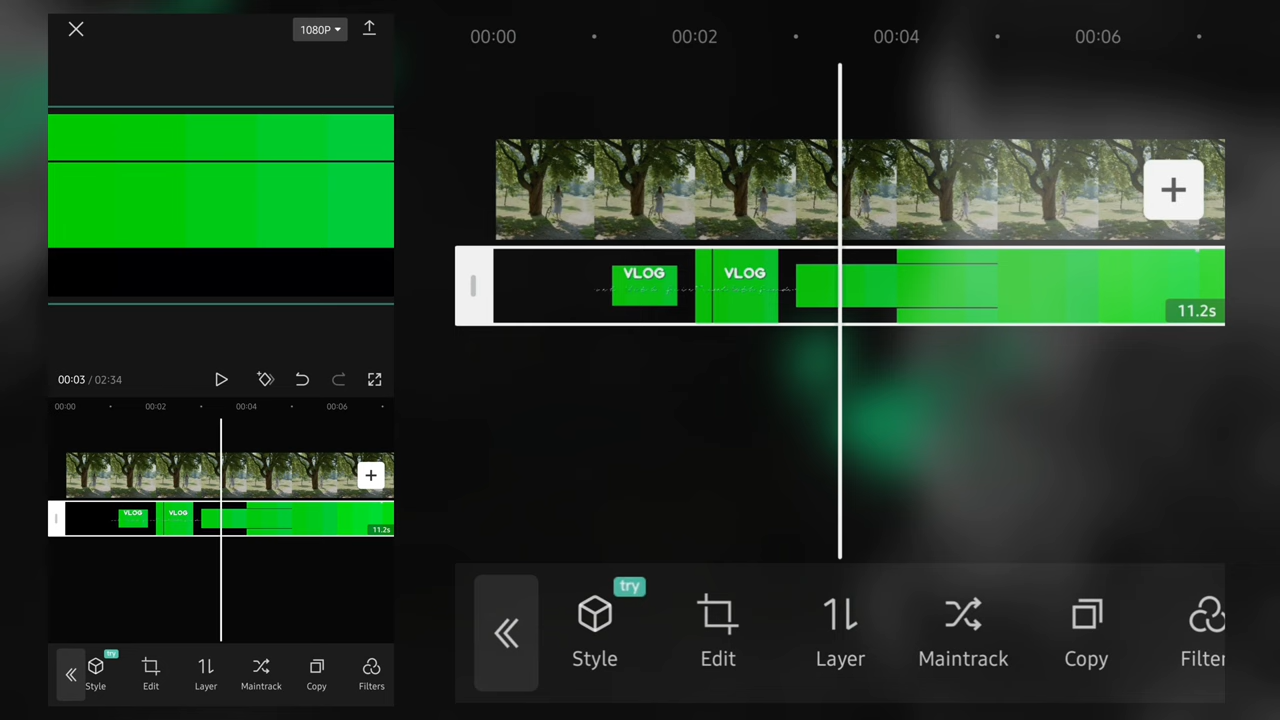 1080P
00:03 / 02:34
00:00 00:02 00:04 00:06
VLOG VLOG
11.2s
try
Style Edit Layer Maintrack Copy Filters
00:00 00:02 00:04 00:06
VLOG VLOG
11.2s
try
Style Edit Layer Maintrack Copy Filter